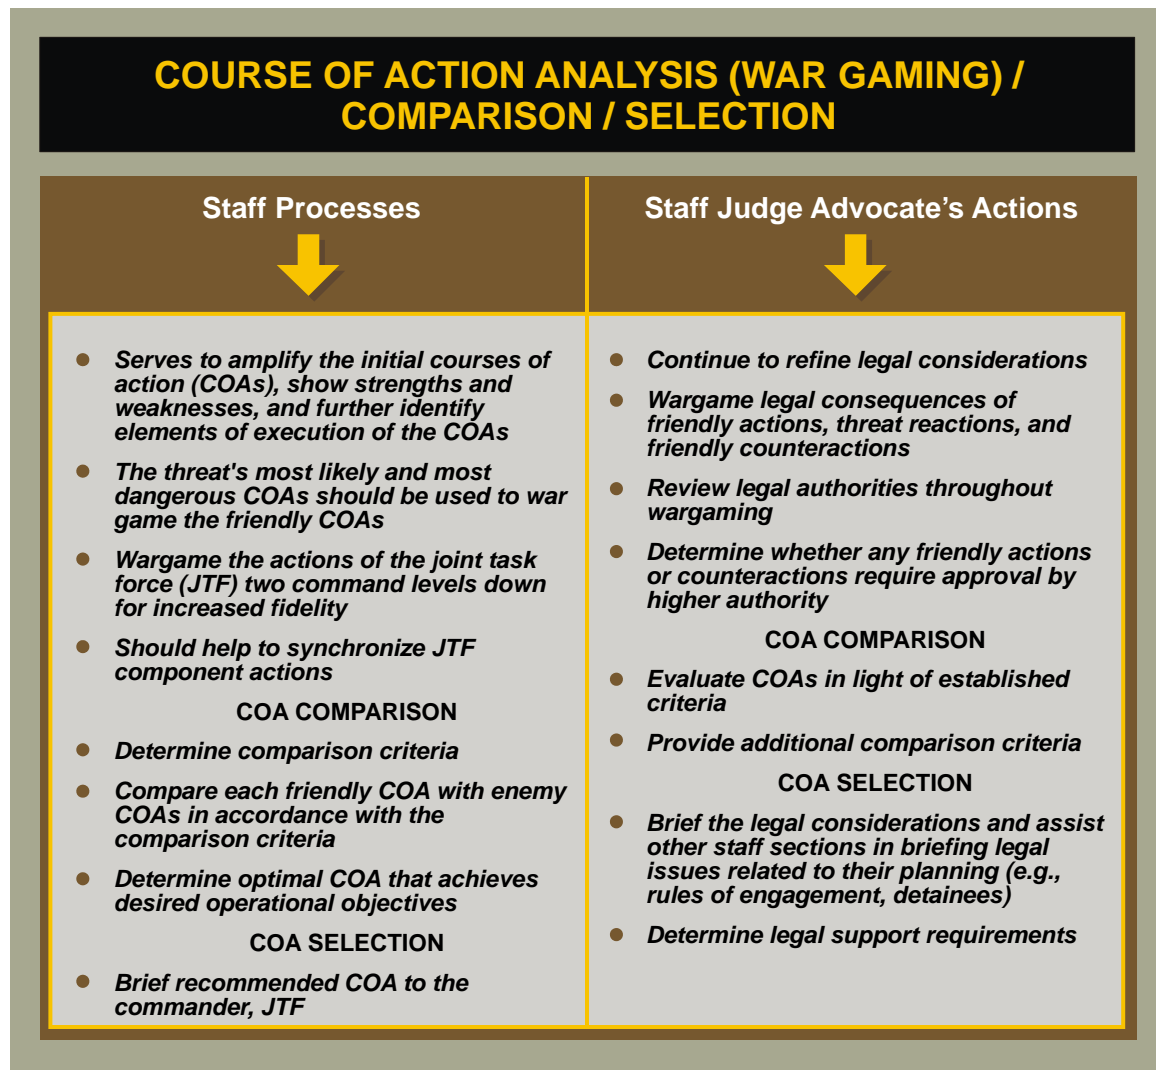 COURSE OF ACTION ANALYSIS (WAR GAMING) /
COMPARISON / SELECTION
Staff Processes
● Serves to amplify the initial courses of
action (COAs), show strengths and
weaknesses, and further identify
elements of execution of the COAs
● The threat's most likely and most
dangerous COAs should be used to war
game the friendly COAs
● Wargame the actions of the joint task
force (JTF) two command levels down
for increased fidelity
● Should help to synchronize JTF
component actions
COA COMPARISON
● Determine comparison criteria
● Compare each friendly COA with enemy
COAs in accordance with the
comparison criteria
● Determine optimal COA that achieves
desired operational objectives
COA SELECTION
● Brief recommended COA to the
commander, JTF
Staff Judge Advocate’s Actions
● Continue to refine legal considerations
● Wargame legal consequences of
friendly actions, threat reactions, and
friendly counteractions
● Review legal authorities throughout
wargaming
● Determine whether any friendly actions
or counteractions require approval by
higher authority
COA COMPARISON
● Evaluate COAs in light of established
criteria
● Provide additional comparison criteria
COA SELECTION
● Brief the legal considerations and assist
other staff sections in briefing legal
issues related to their planning (e.g.,
rules of engagement, detainees)
● Determine legal support requirements